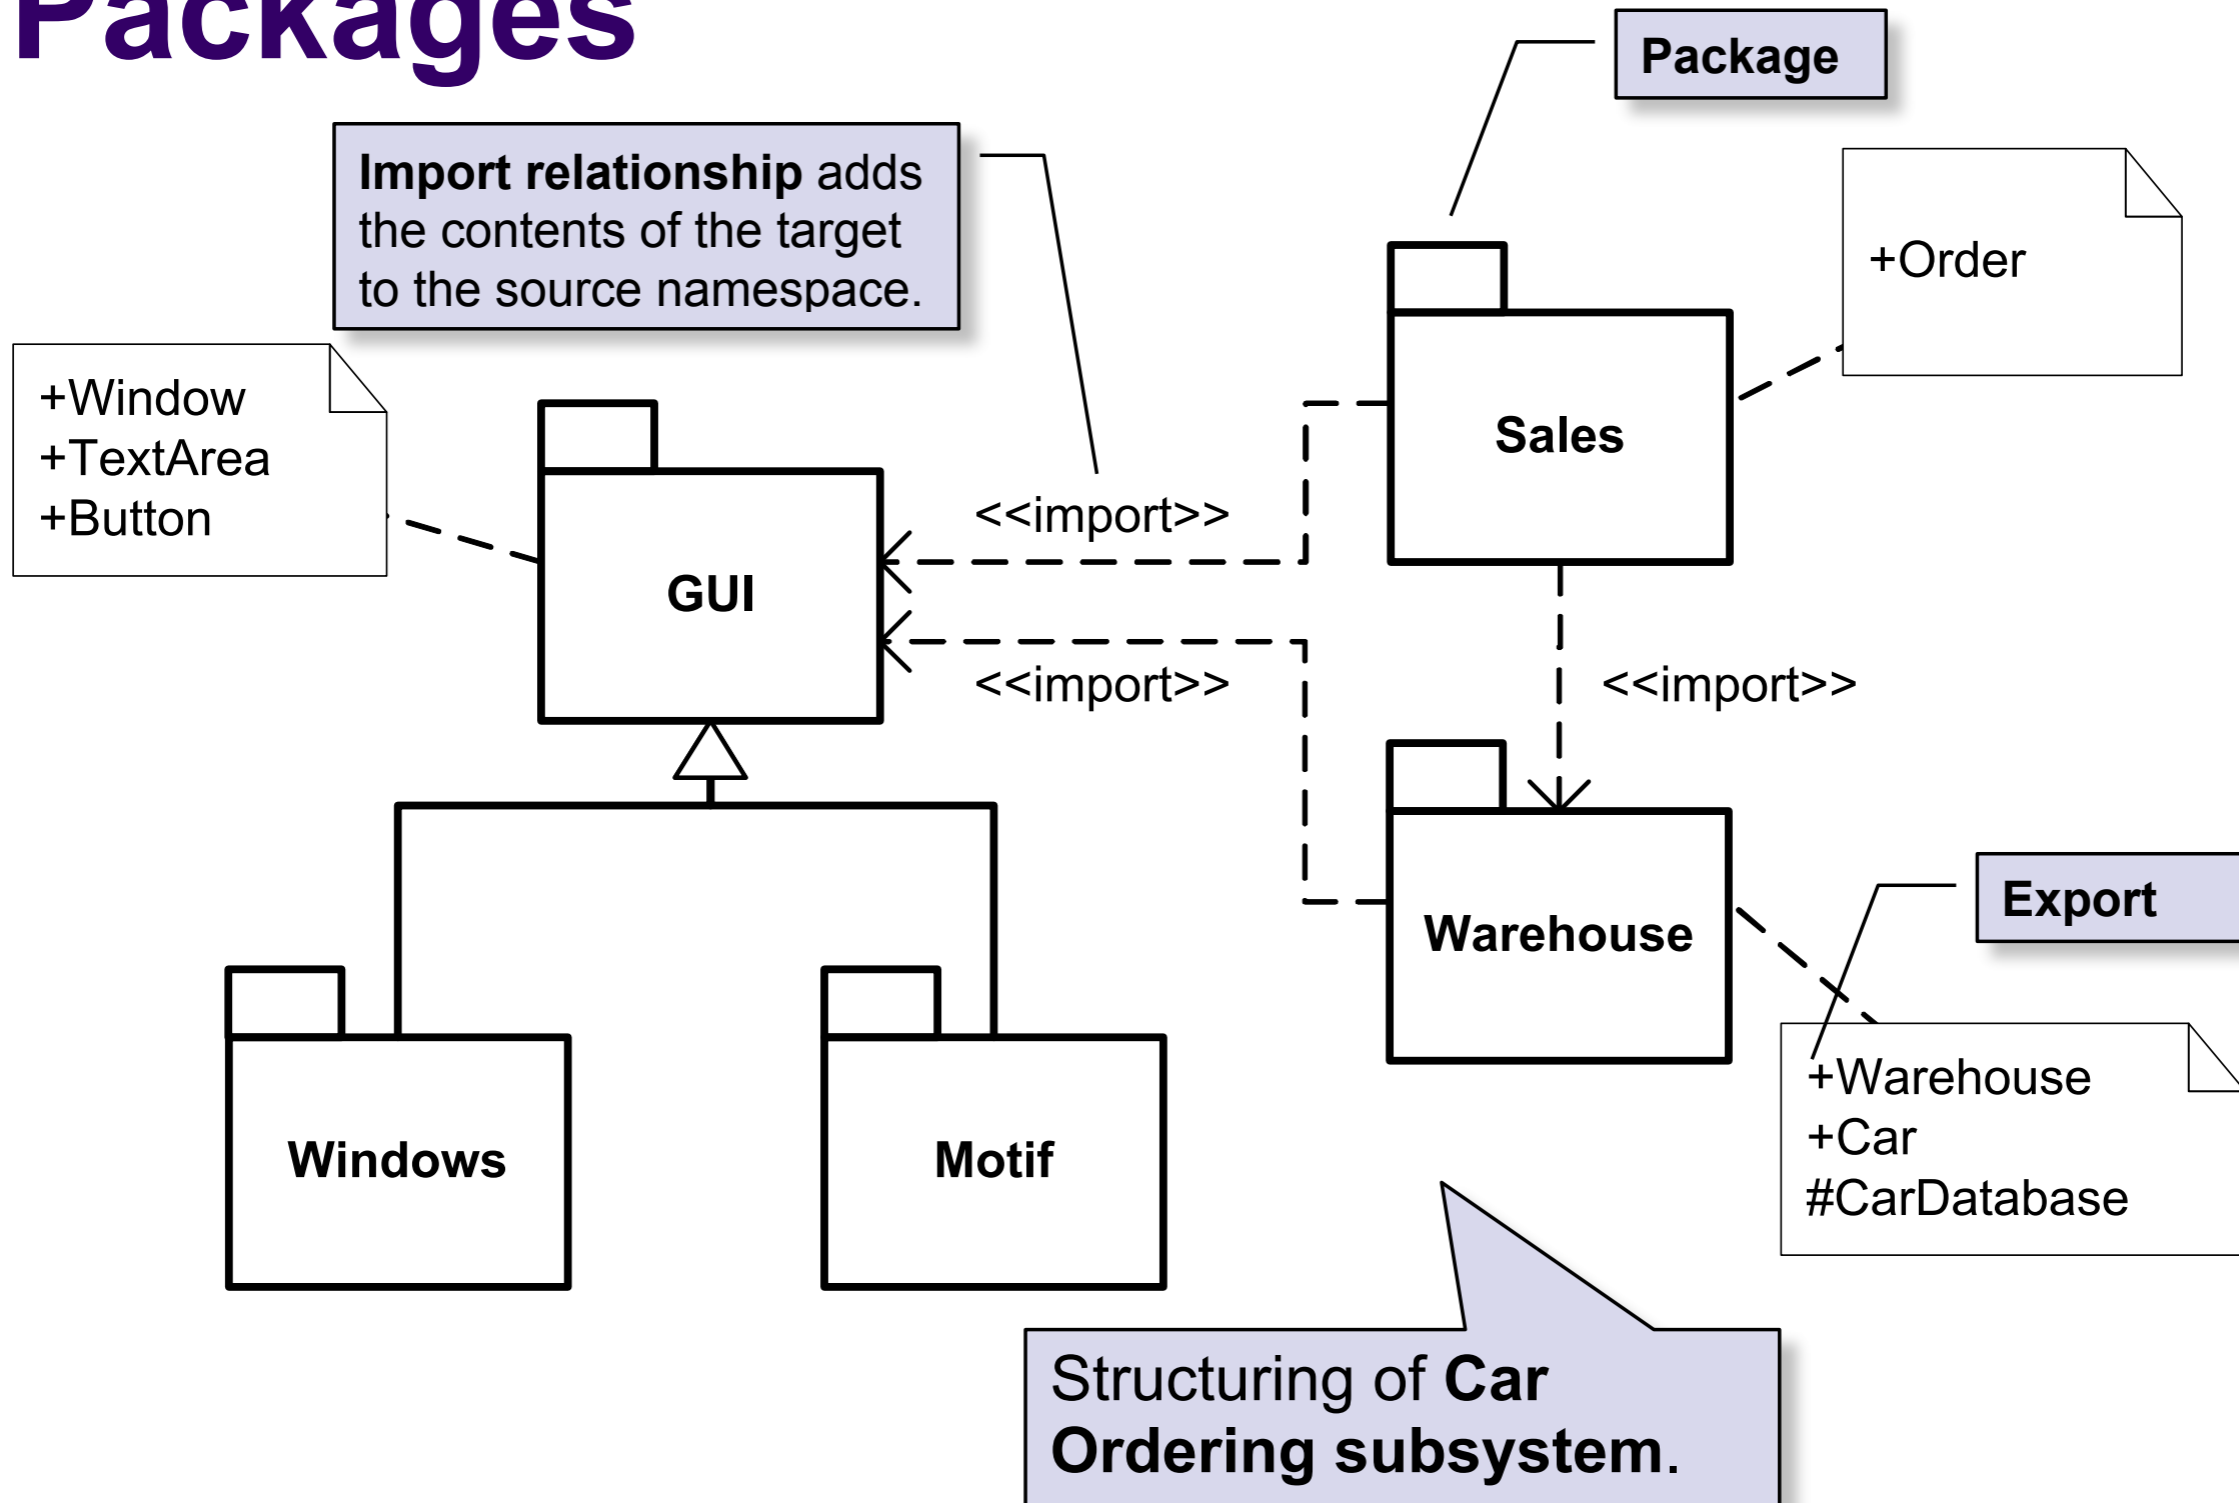 Packages
Package
Import relationship adds
the contents of the target
to the source namespace.
+Order
+Window
+TextArea
+Button
Sales
<<import>>
GUI
<<import>>
<<import>>
Export
Warehouse
+Warehouse
+Car
#CarDatabase
Windows
Motif
Structuring of Car
Ordering subsystem.